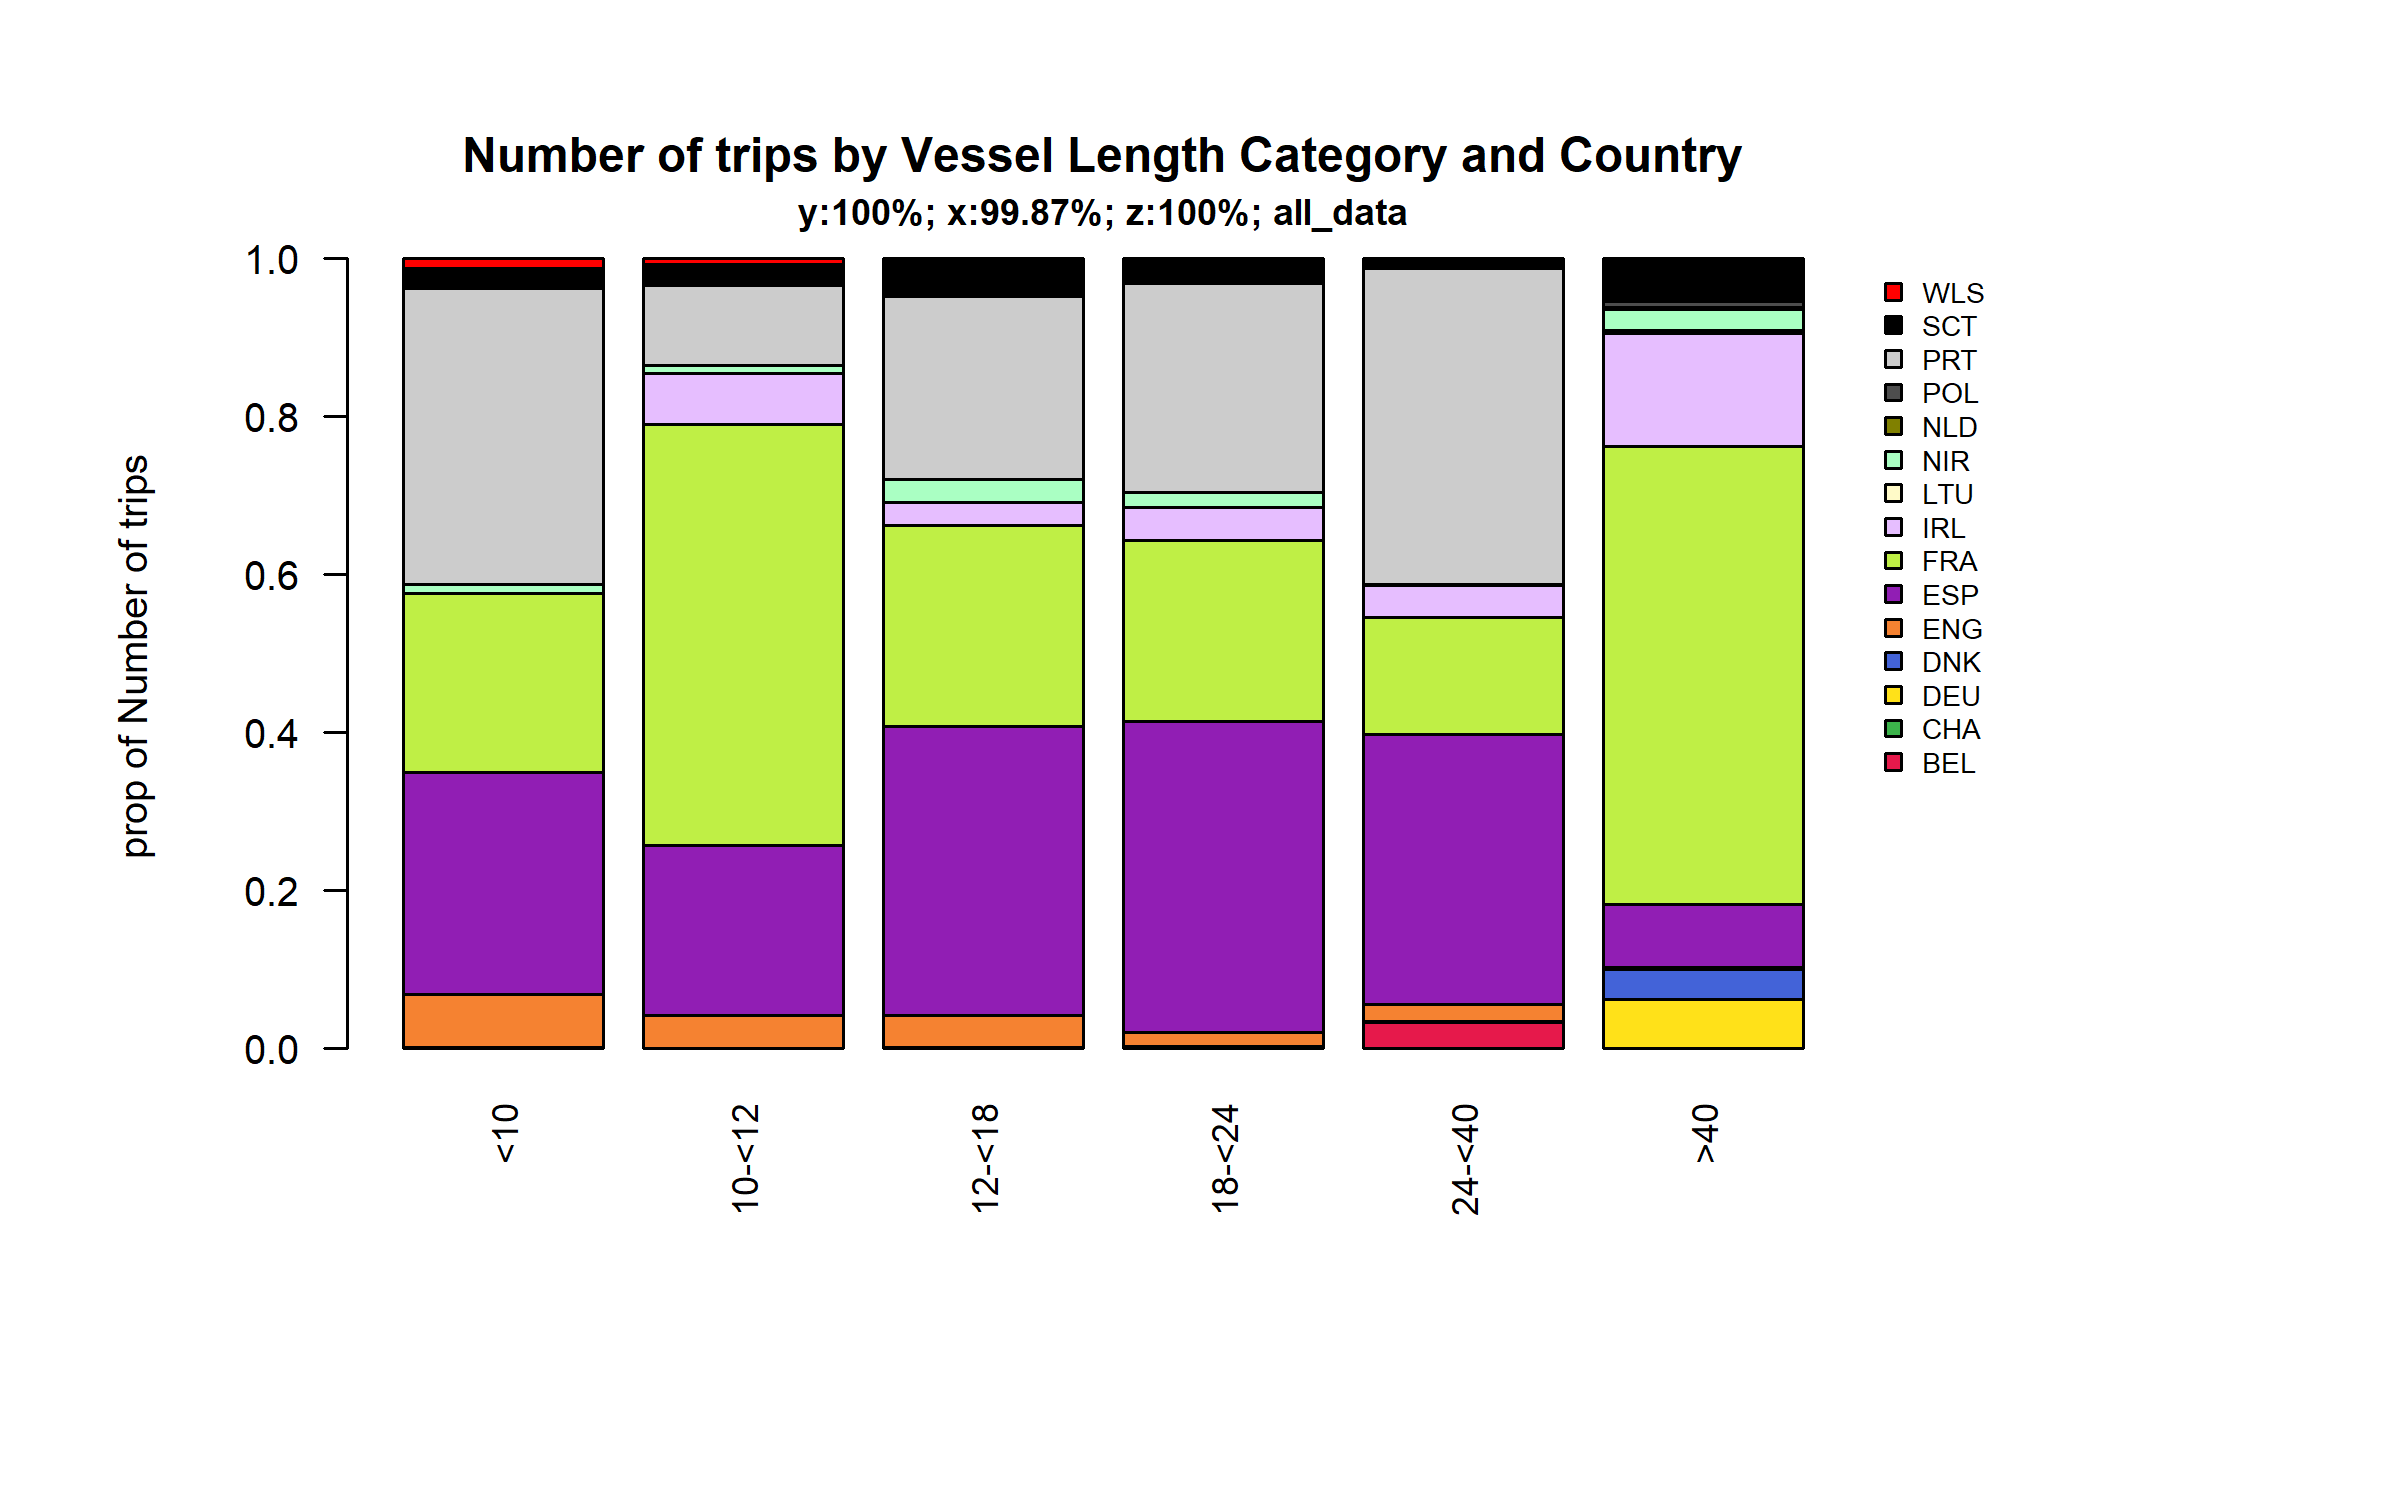 Number of trips by Vessel Length Category and Country
y:100%; x:99.87%; z:100%; all_data
prop of Number of trips
1.0
0.8
0.6
0.4
0.2
0.0
<10
10-<12
12-<18
18-<24
24-<40
>40
WLS
SCT
PRT
POL
NLD
NIR
LTU
IRL
FRA
ESP
ENG
DNK
DEU
CHA
BEL